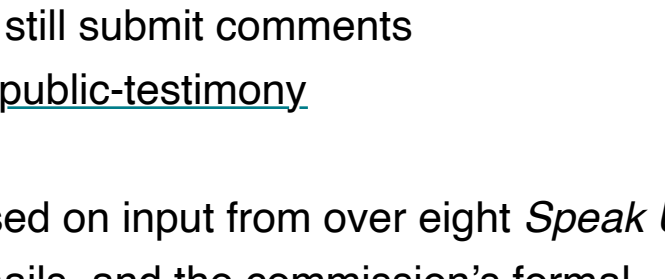 still submit comments
public-testimony
sed on input from over eight Speak
ails, and the commission's formal